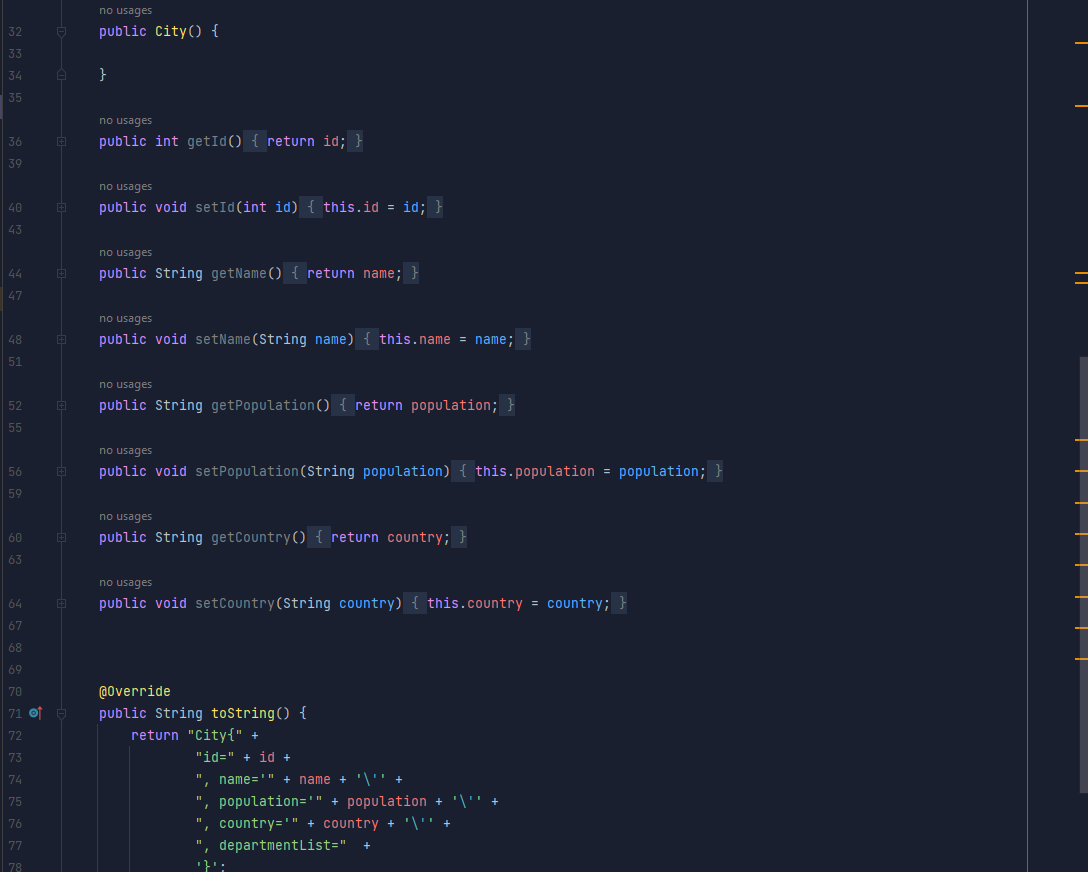 no usages
32 public City() {
33
34 }
35
no usages
36 public int getId() { return id; }
39
no usages
40 public void setId(int id) { this.id = id; }
43
no usages
44 public String getName() { return name; }
47
no usages
48 public void setName(String name) { this.name = name; }
51
no usages
52 public String getPopulation() { return population; }
55
no usages
56 public void setPopulation(String population) { this.population = population; }
59
no usages
60 public String getCountry() { return country; }
63
no usages
64 public void setCountry(String country) { this.country = country; }
67
68
69
70 @Override
71 public String toString() {
72 return "City{" +
73 "id=" + id +
74 ", name='" + name + '\'' +
75 ", population='" + population + '\'' +
76 ", country='" + country + '\'' +
77 ", departmentList="  +
78 '}';